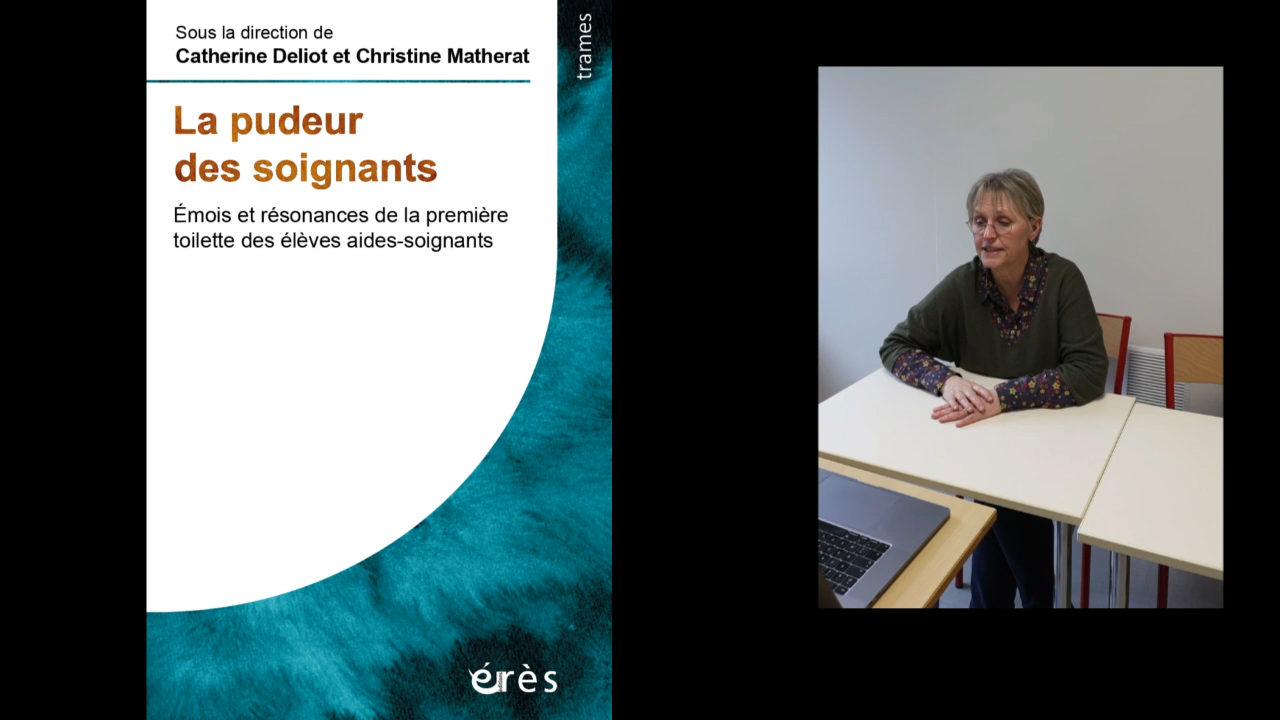 Sous la direction de
Catherine Deliot et Christine Matherat
trames
La pudeur
des soignants
Émois et résonances de la première
toilette des élèves aides-soignants
érès